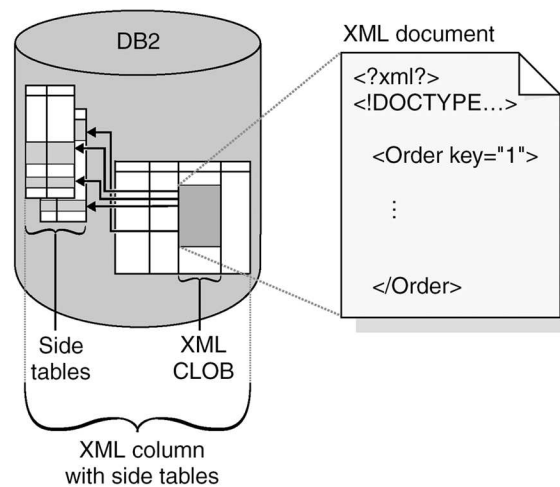 DB2
XML document
<?xml?>
<!DOCTYPE...>
<Order key="1">
⋮
</Order>
Side
tables
XML
CLOB
XML column
with side tables